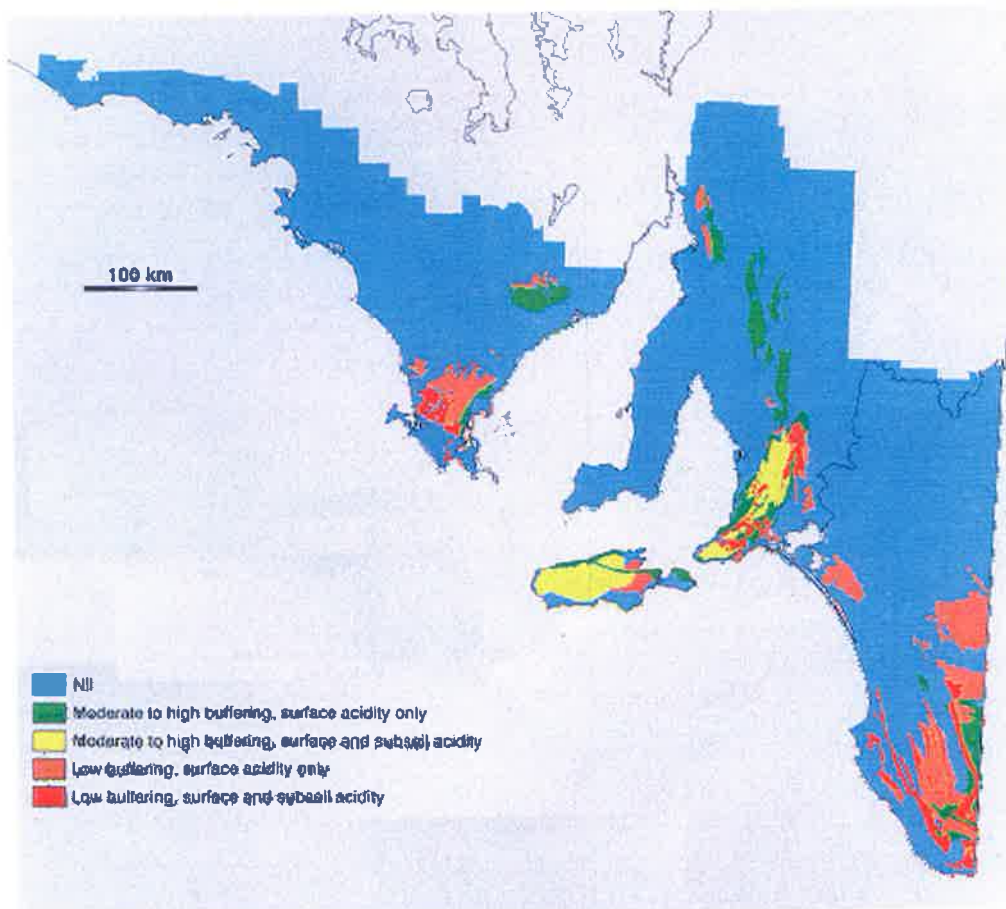 100 km
Nil
Moderate to high buffering, surface acidity only
Moderate to high buffering, surface and subsoil acidity
Low buffering, surface acidity only
Low buffering, surface and subsoil acidity